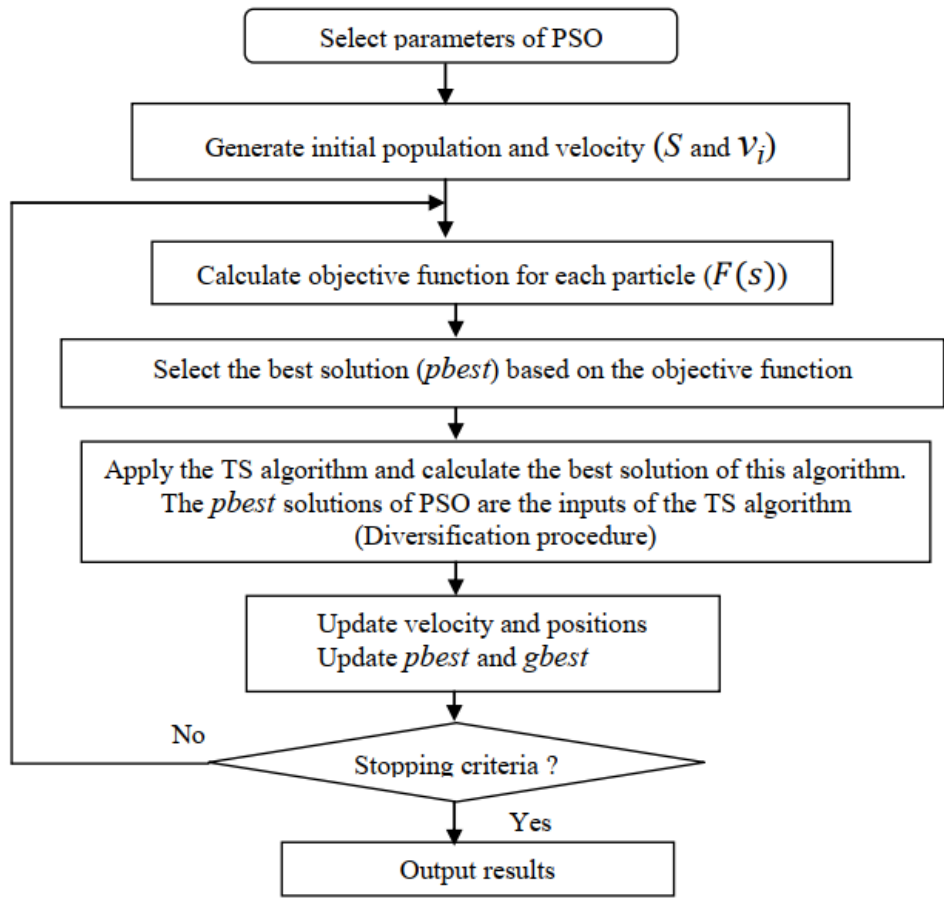 Select parameters of PSO
Generate initial population and velocity (S and vᵢ)
Calculate objective function for each particle (F(s))
Select the best solution (pbest) based on the objective function
Apply the TS algorithm and calculate the best solution of this algorithm.
The pbest solutions of PSO are the inputs of the TS algorithm
(Diversification procedure)
Update velocity and positions
Update pbest and gbest
No
Stopping criteria ?
Yes
Output results